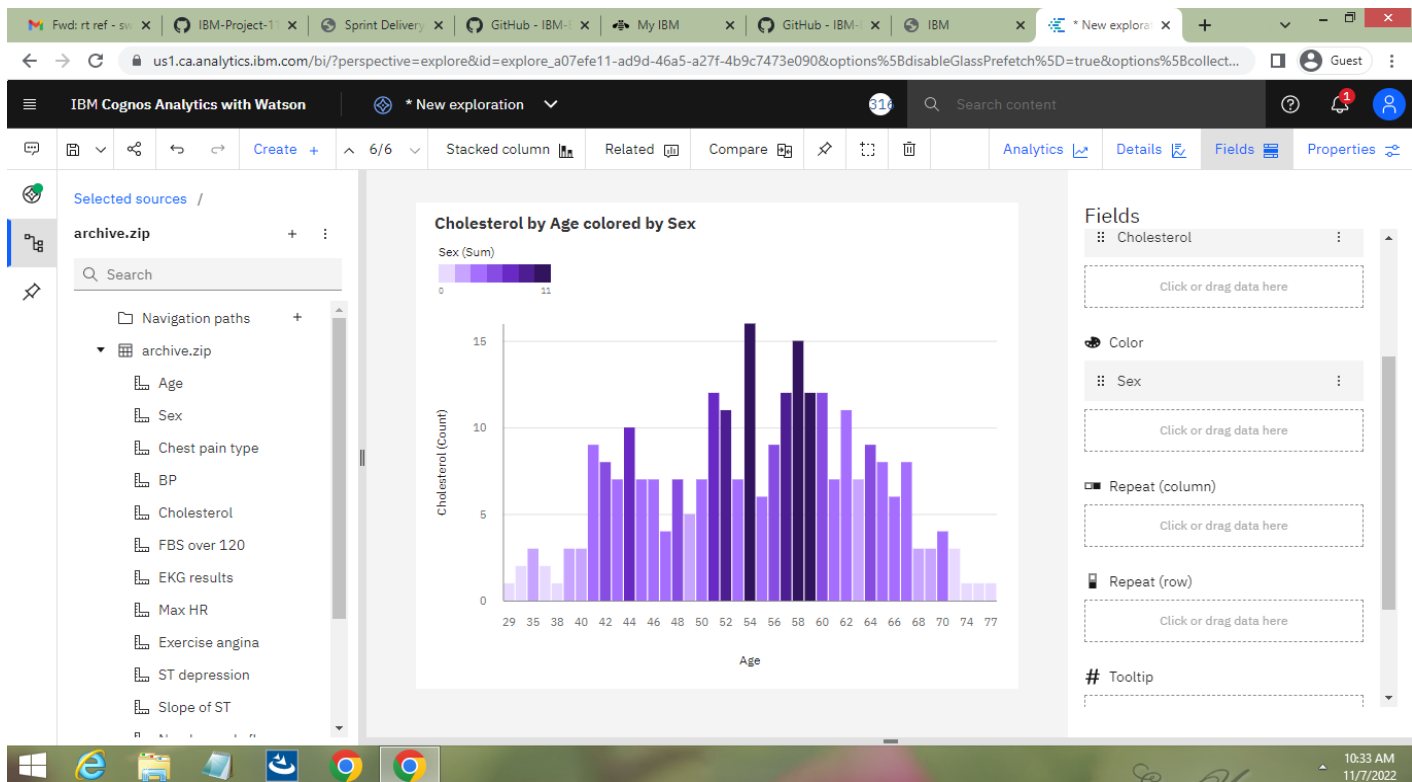 Fwd: rt ref - sw
IBM-Project-11
Sprint Delivery
GitHub - IBM-
My IBM
GitHub - IBM-
IBM
* New explorat
us1.ca.analytics.ibm.com/bi/?perspective=explore&id=explore_a07efe11-ad9d-46a5-a27f-4b9c7473e090&options%5BdisableGlassPrefetch%5D=true&options%5Bcollect...
Guest
IBM Cognos Analytics with Watson
* New exploration
316
Search content
1
Create +
6/6
Stacked column
Related
Compare
Analytics
Details
Fields
Properties
Selected sources /
archive.zip
Search
Navigation paths
archive.zip
Age
Sex
Chest pain type
BP
Cholesterol
FBS over 120
EKG results
Max HR
Exercise angina
ST depression
Slope of ST
Cholesterol by Age colored by Sex
Sex (Sum)
0 11
Cholesterol (Count)
15
10
5
0
29 35 38 40 42 44 46 48 50 52 54 56 58 60 62 64 66 68 70 74 77
Age
Fields
Cholesterol
Click or drag data here
Color
Sex
Click or drag data here
Repeat (column)
Click or drag data here
Repeat (row)
Click or drag data here
# Tooltip
10:33 AM
11/7/2022